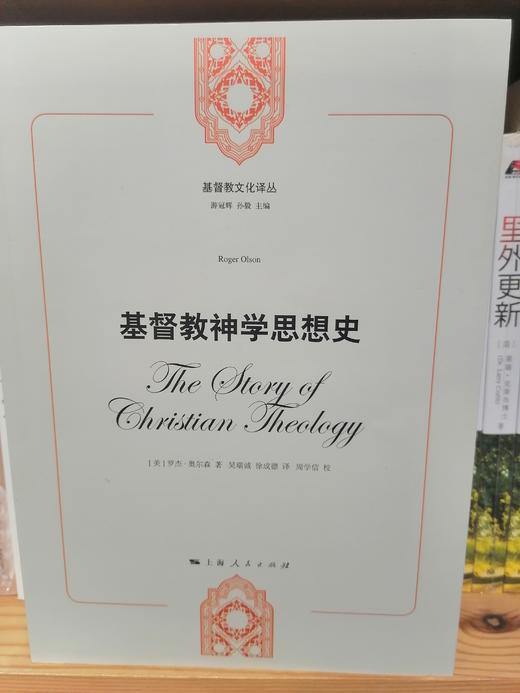 基督教文化译丛
游冠辉 孙毅 主编
Roger Olson
基督教神学思想史
The Story of
Christian Theology
[美]罗杰·奥尔森 著 吴瑞诚 徐成德 译 周学信 校
上海人民出版社
里外更新